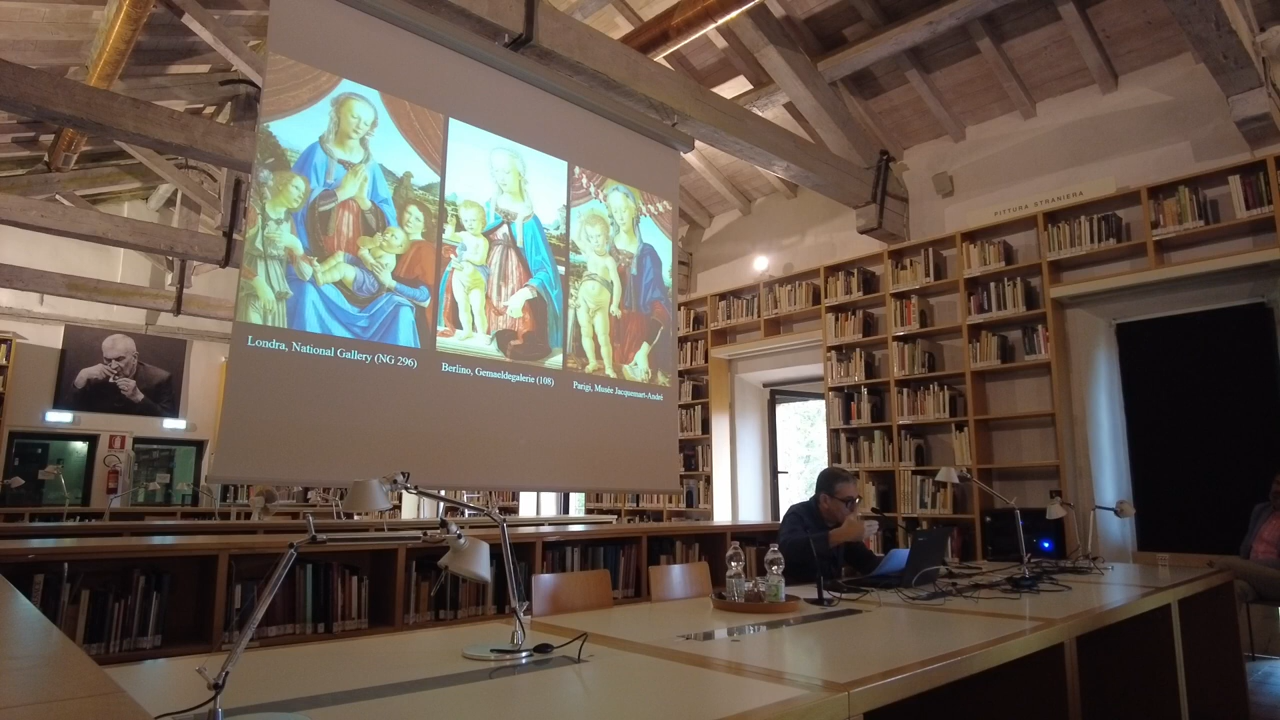 PITTURA STRANIERA
Londra, National Gallery (NG 296)
Berlino, Gemaeldegalerie (108)
Parigi, Musée Jacquemart-André